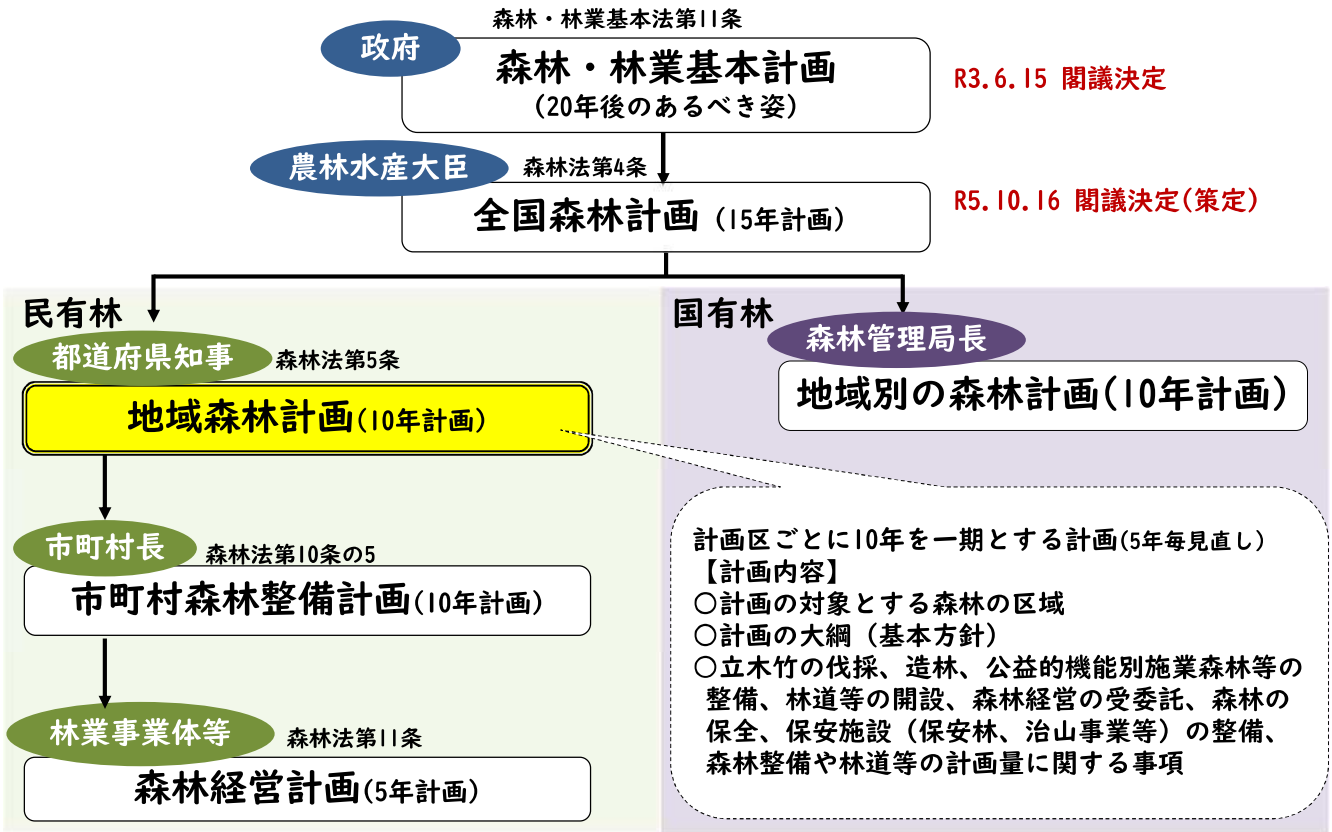 森林・林業基本法第11条
政府
森林・林業基本計画
(20年後のあるべき姿)
R3.6.15 閣議決定
農林水産大臣
森林法第4条
全国森林計画 (15年計画)
R5.10.16 閣議決定(策定)
民有林
都道府県知事
森林法第5条
地域森林計画(10年計画)
市町村長
森林法第10条の5
市町村森林整備計画(10年計画)
林業事業体等
森林法第11条
森林経営計画(5年計画)
国有林
森林管理局長
地域別の森林計画(10年計画)
計画区ごとに10年を一期とする計画(5年毎見直し)
【計画内容】
○計画の対象とする森林の区域
○計画の大綱(基本方針)
○立木竹の伐採、造林、公益的機能別施業森林等の
整備、林道等の開設、森林経営の受委託、森林の
保全、保安施設(保安林、治山事業等)の整備、
森林整備や林道等の計画量に関する事項